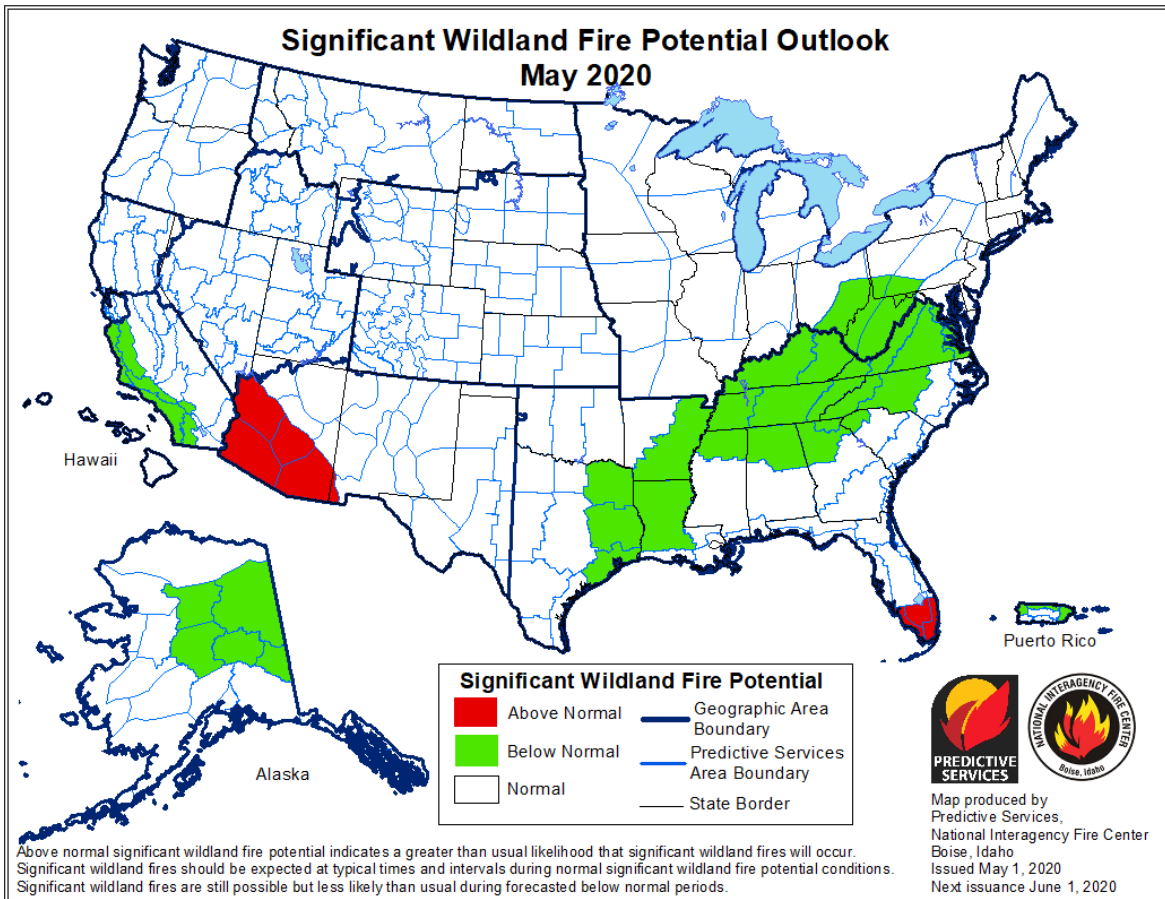 Significant Wildland Fire Potential Outlook
May 2020
Hawaii
Alaska
Puerto Rico
Significant Wildland Fire Potential
Above Normal
Below Normal
Normal
Geographic Area
Boundary
Predictive Services
Area Boundary
State Border
PREDICTIVE
SERVICES
NATIONAL INTERAGENCY FIRE CENTER
Boise, Idaho
Map produced by
Predictive Services,
National Interagency Fire Center
Boise, Idaho
Issued May 1, 2020
Next issuance June 1, 2020
Above normal significant wildland fire potential indicates a greater than usual likelihood that significant wildland fires will occur.
Significant wildland fires should be expected at typical times and intervals during normal significant wildland fire potential conditions.
Significant wildland fires are still possible but less likely than usual during forecasted below normal periods.